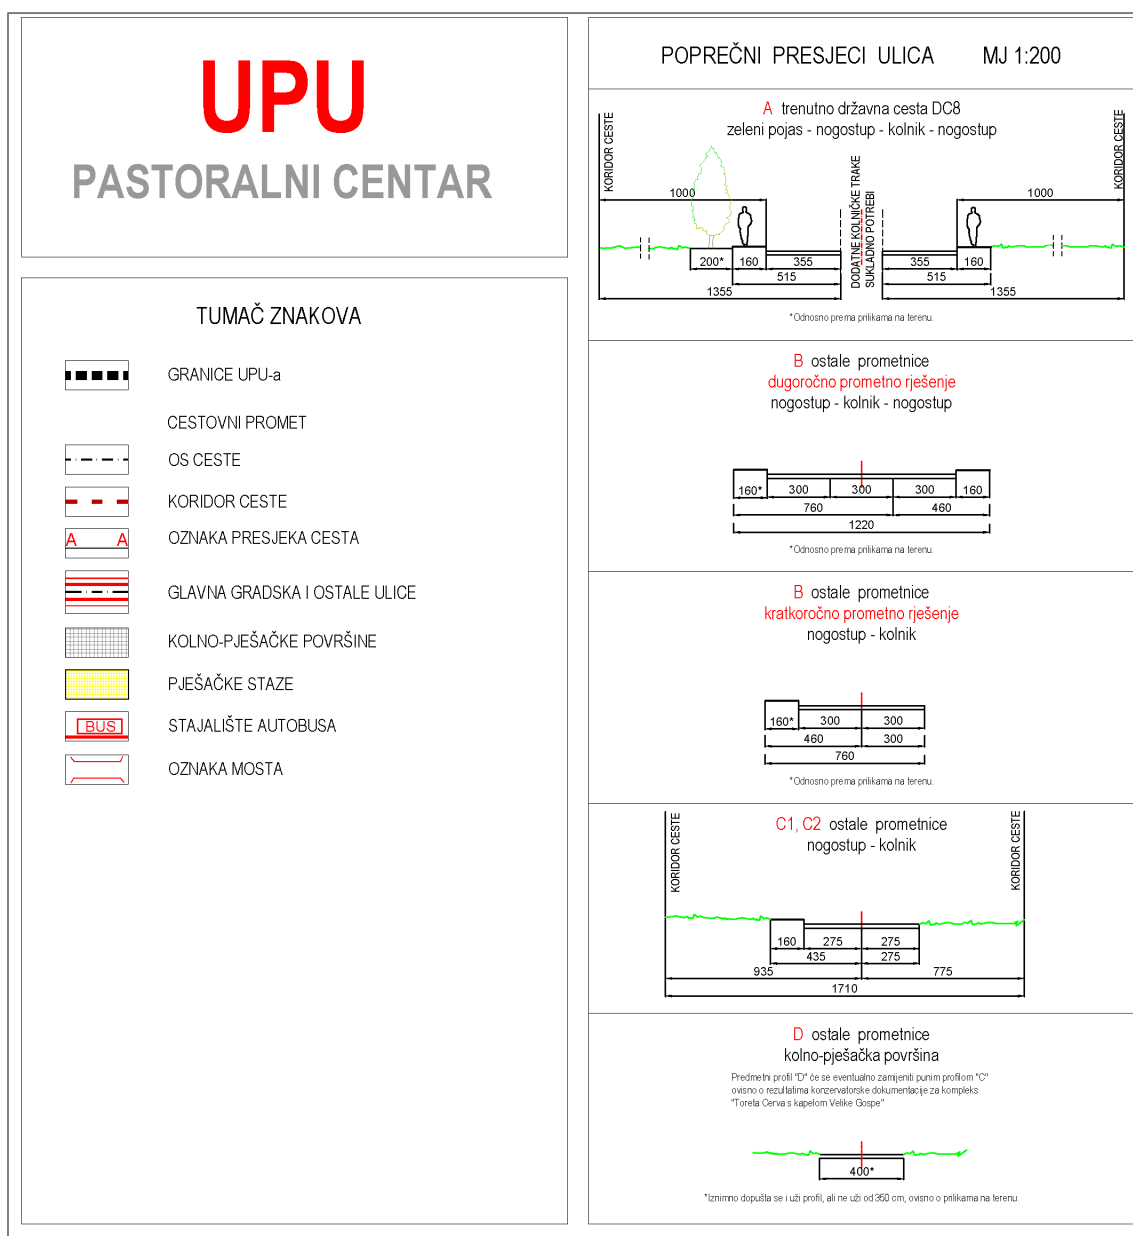 UPU
PASTORALNI CENTAR
TUMAČ ZNAKOVA
GRANICE UPU-a
CESTOVNI PROMET
OS CESTE
KORIDOR CESTE
A A OZNAKA PRESJEKA CESTA
GLAVNA GRADSKA I OSTALE ULICE
KOLNO-PJEŠAČKE POVRŠINE
PJEŠAČKE STAZE
BUS STAJALIŠTE AUTOBUSA
OZNAKA MOSTA
POPREČNI PRESJECI ULICA MJ 1:200
A trenutno državna cesta DC8
zeleni pojas - nogostup - kolnik - nogostup
KORIDOR CESTE
DODATNE KOLNIČKE TRAKE
SUKLADNO POTREBI
KORIDOR CESTE
1000 1000
200* 160 355 355 160
515 515
1355 1355
*Odnosno prema prilikama na terenu.
B ostale prometnice
dugoročno prometno rješenje
nogostup - kolnik - nogostup
160* 300 300 300 160
760 460
1220
*Odnosno prema prilikama na terenu.
B ostale prometnice
kratkoročno prometno rješenje
nogostup - kolnik
160* 300 300
460 300
760
*Odnosno prema prilikama na terenu.
C1, C2 ostale prometnice
nogostup - kolnik
KORIDOR CESTE
KORIDOR CESTE
160 275 275
435 275
935 775
1710
D ostale prometnice
kolno-pješačka površina
Predmetni profil "D" će se eventualno zamijeniti punim profilom "C"
ovisno o rezultatima konzervatorske dokumentacije za kompleks
"Toreta Cerva s kapelom Velike Gospe"
400*
*Iznimno dopušta se i uži profil, ali ne uži od 350 cm, ovisno o prilikama na terenu.